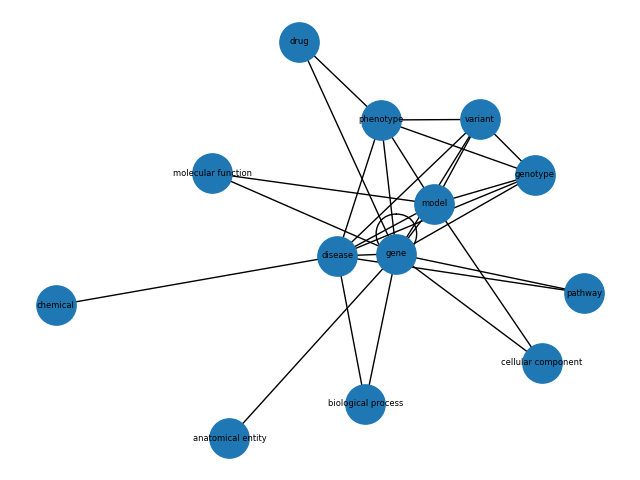 drug
phenotype
variant
molecular function
genotype
model
disease
gene
pathway
chemical
cellular component
biological process
anatomical entity